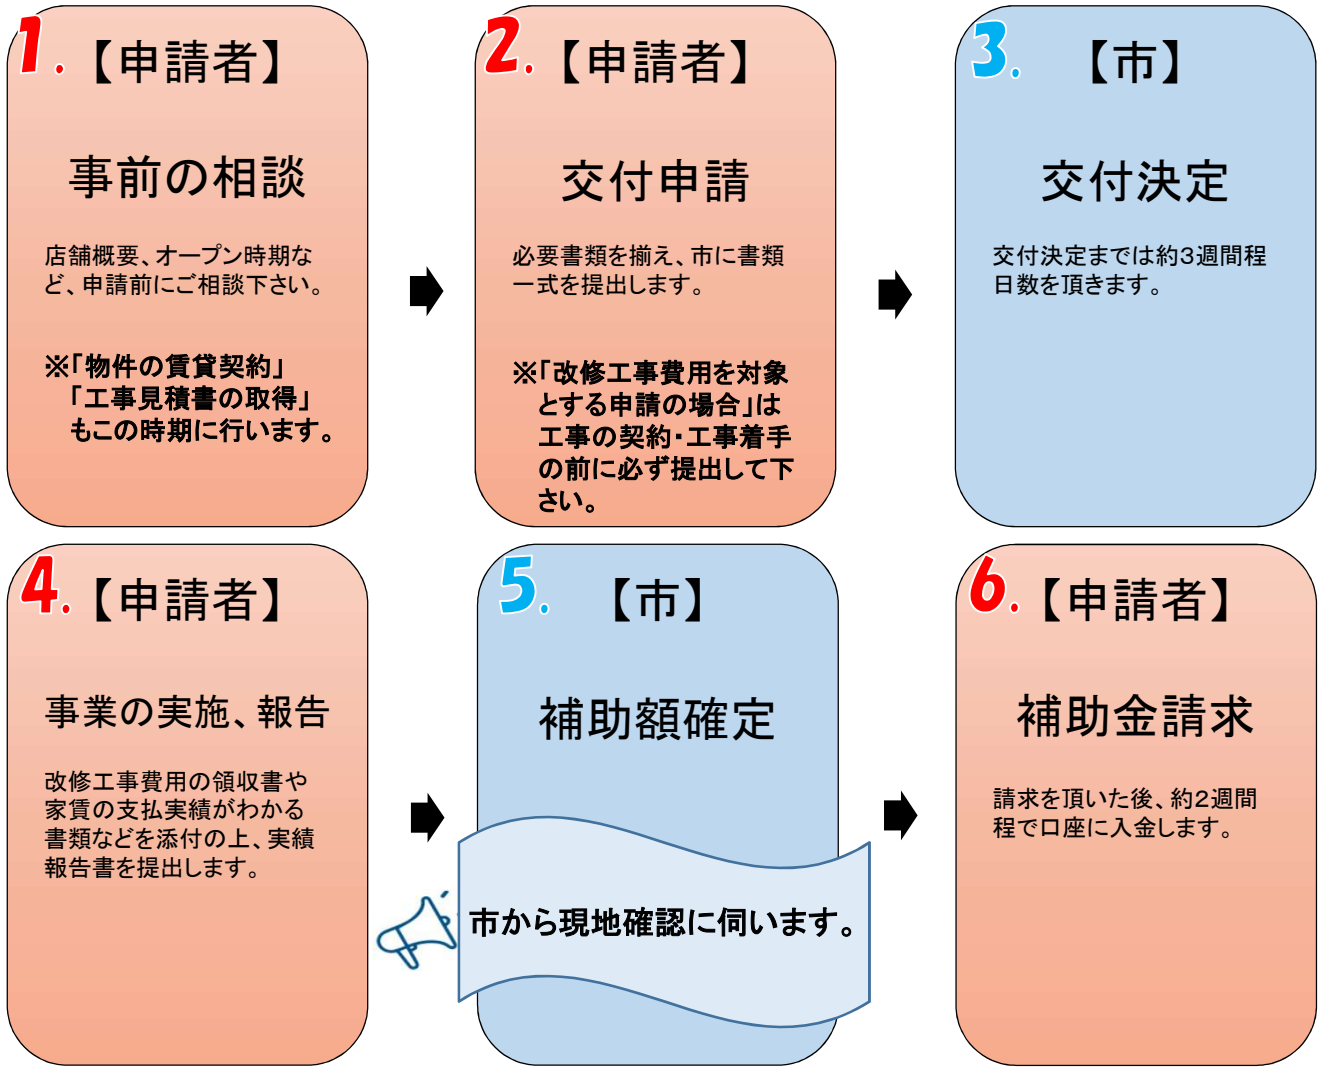 1.【申請者】
事前の相談
店舗概要、オープン時期な
ど、申請前にご相談下さい。
※「物件の賃貸契約」
「工事見積書の取得」
もこの時期に行います。
2.【申請者】
交付申請
必要書類を揃え、市に書類
一式を提出します。
※「改修工事費用を対象
とする申請の場合」は
工事の契約・工事着手
の前に必ず提出して下
さい。
3.【市】
交付決定
交付決定までは約3週間程
日数を頂きます。
4.【申請者】
事業の実施、報告
改修工事費用の領収書や
家賃の支払実績がわかる
書類などを添付の上、実績
報告書を提出します。
5.【市】
補助額確定
市から現地確認に伺います。
6.【申請者】
補助金請求
請求を頂いた後、約2週間
程で口座に入金します。